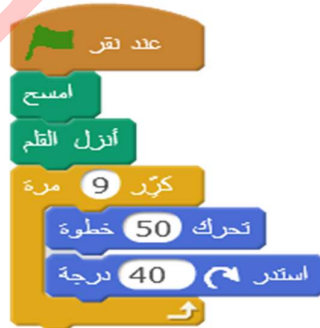 عند نقر
امسح
أنزل القلم
كرّر 9 مرة
تحرك 50 خطوة
استدر 40 درجة